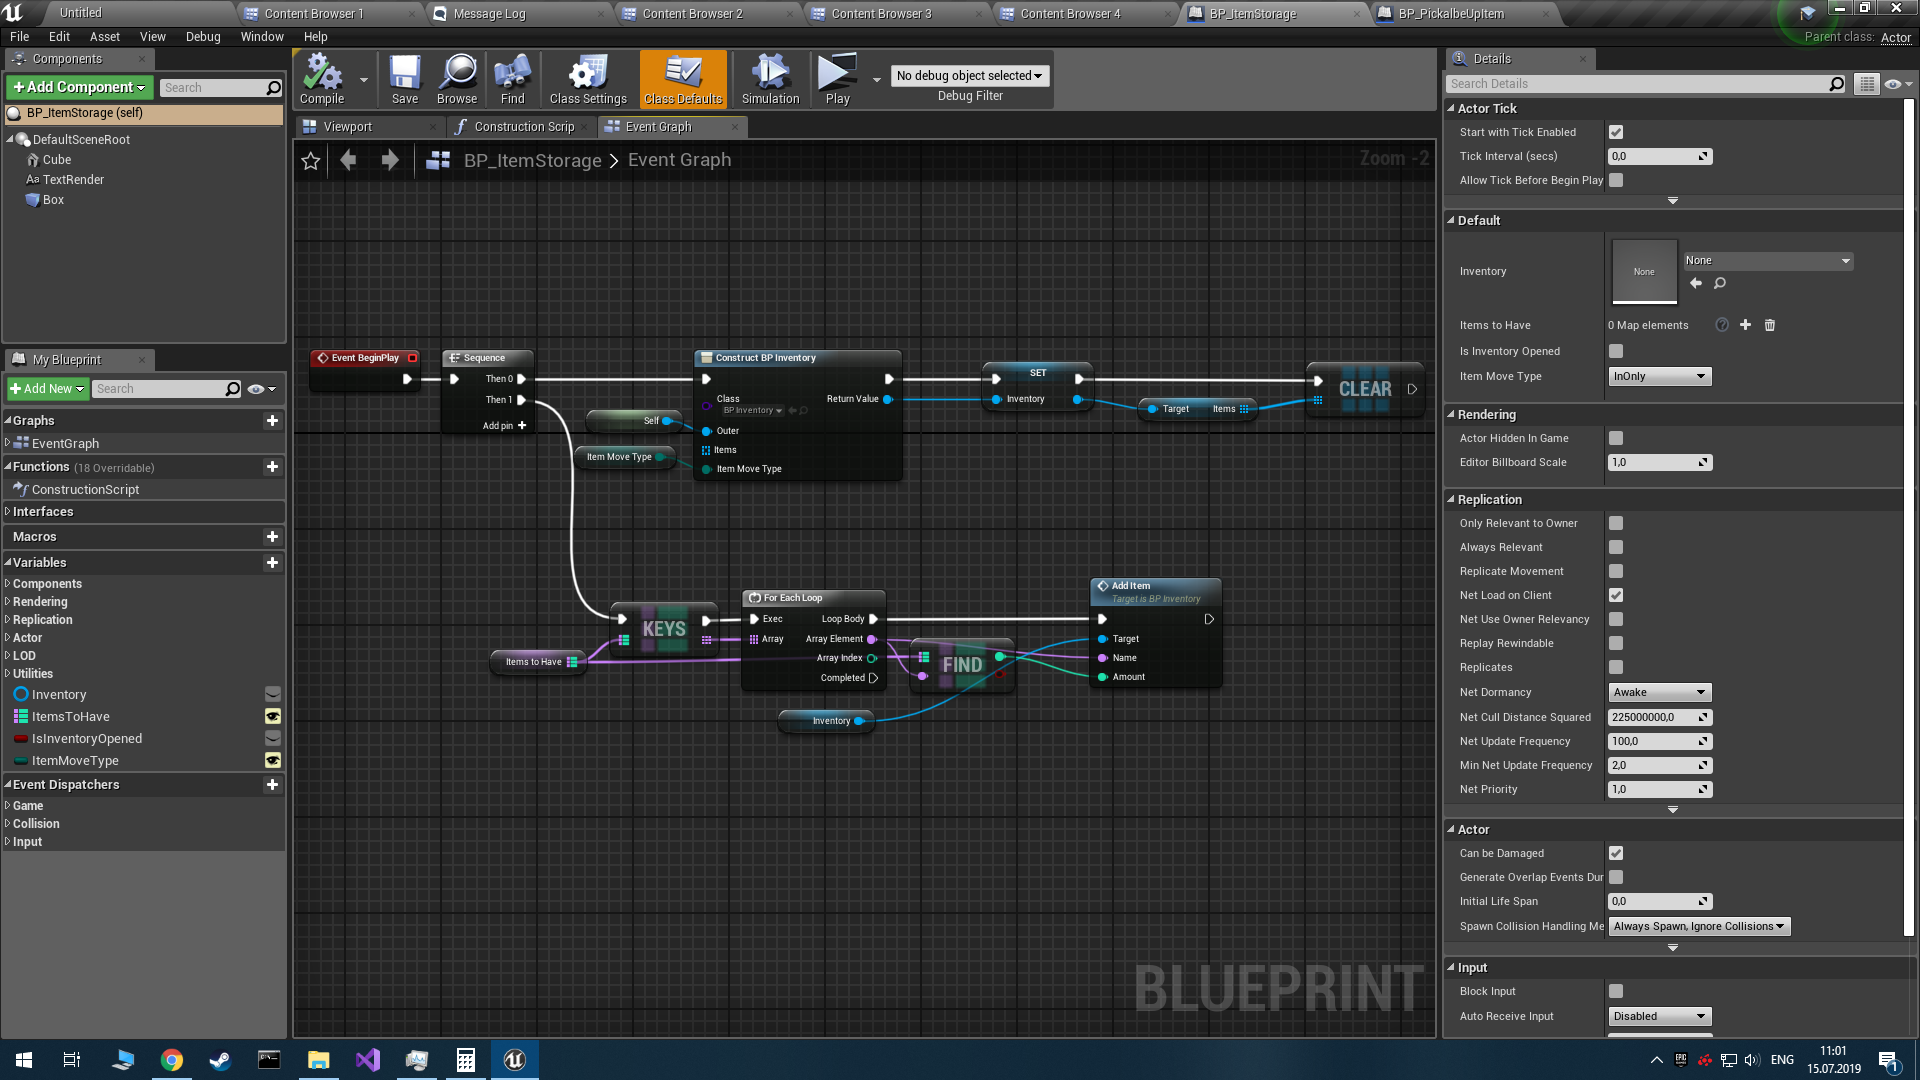 Untitled
Content Browser 1
Message Log
Content Browser 2
Content Browser 3
Content Browser 4
BP_ItemStorage
BP_PickalbeUpItem
File Edit Asset View Debug Window Help
Parent class: Actor
Components
+Add Component
Search
BP_ItemStorage (self)
DefaultSceneRoot
Cube
TextRender
Box
My Blueprint
+Add New
Search
Graphs
EventGraph
Functions (18 Overridable)
ConstructionScript
Interfaces
Macros
Variables
Components
Rendering
Replication
Actor
LOD
Utilities
Inventory
ItemsToHave
IsInventoryOpened
ItemMoveType
Event Dispatchers
Game
Collision
Input
Compile
Save
Browse
Find
Class Settings
Class Defaults
Simulation
Play
No debug object selected
Debug Filter
Viewport
Construction Scrip
Event Graph
BP_ItemStorage > Event Graph
Zoom -2
Event BeginPlay
Sequence
Then 0
Then 1
Add pin +
Self
Item Move Type
Construct BP Inventory
Class
BP Inventory
Return Value
Outer
Items
Item Move Type
SET
Inventory
Target Items
CLEAR
Items to Have
KEYS
For Each Loop
Exec
Loop Body
Array
Array Element
Array Index
Completed
FIND
Inventory
Add Item
Target is BP Inventory
Target
Name
Amount
BLUEPRINT
Details
Search Details
Actor Tick
Start with Tick Enabled
Tick Interval (secs) 0,0
Allow Tick Before Begin Play
Default
Inventory
None
None
Items to Have 0 Map elements
Is Inventory Opened
Item Move Type InOnly
Rendering
Actor Hidden In Game
Editor Billboard Scale 1,0
Replication
Only Relevant to Owner
Always Relevant
Replicate Movement
Net Load on Client
Net Use Owner Relevancy
Replay Rewindable
Replicates
Net Dormancy Awake
Net Cull Distance Squared 225000000,0
Net Update Frequency 100,0
Min Net Update Frequency 2,0
Net Priority 1,0
Actor
Can be Damaged
Generate Overlap Events Dur
Initial Life Span 0,0
Spawn Collision Handling Me Always Spawn, Ignore Collisions
Input
Block Input
Auto Receive Input Disabled
ENG
11:01
15.07.2019
1